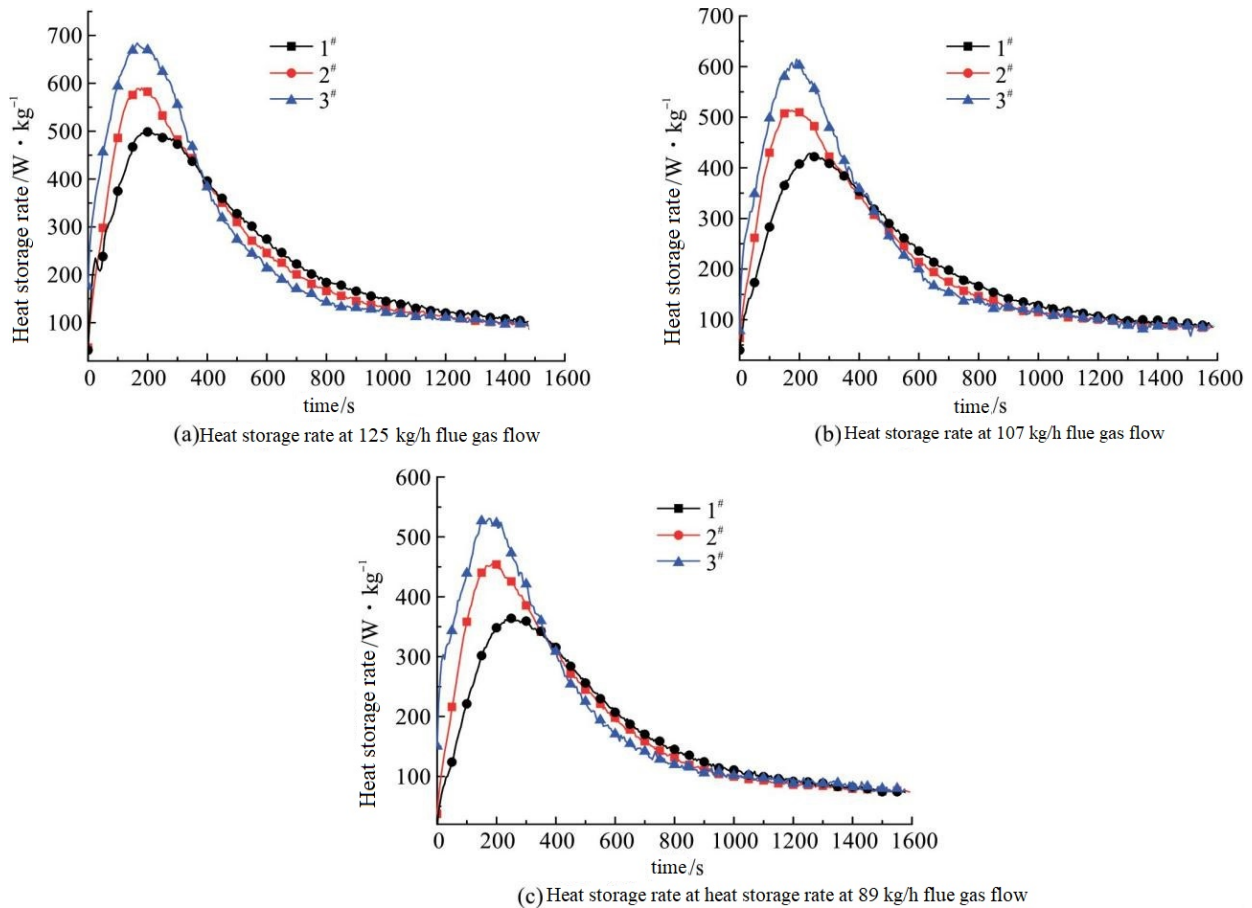 700
600
500
400
300
200
100
Heat storage rate /W · kg⁻¹
1#
2#
3#
0 200 400 600 800 1000 1200 1400 1600
time/s
(a) Heat storage rate at 125 kg/h flue gas flow
700
600
500
400
300
200
100
Heat storage rate /W · kg⁻¹
1#
2#
3#
0 200 400 600 800 1000 1200 1400 1600
time/s
(b) Heat storage rate at 107 kg/h flue gas flow
600
500
400
300
200
100
Heat storage rate /W · kg⁻¹
1#
2#
3#
0 200 400 600 800 1000 1200 1400 1600
time/s
(c) Heat storage rate at heat storage rate at 89 kg/h flue gas flow